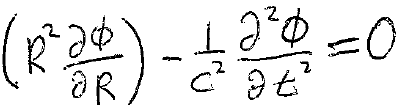 (R² ∂ϕ/∂R) - 1/c² ∂²ϕ/∂t² = 0